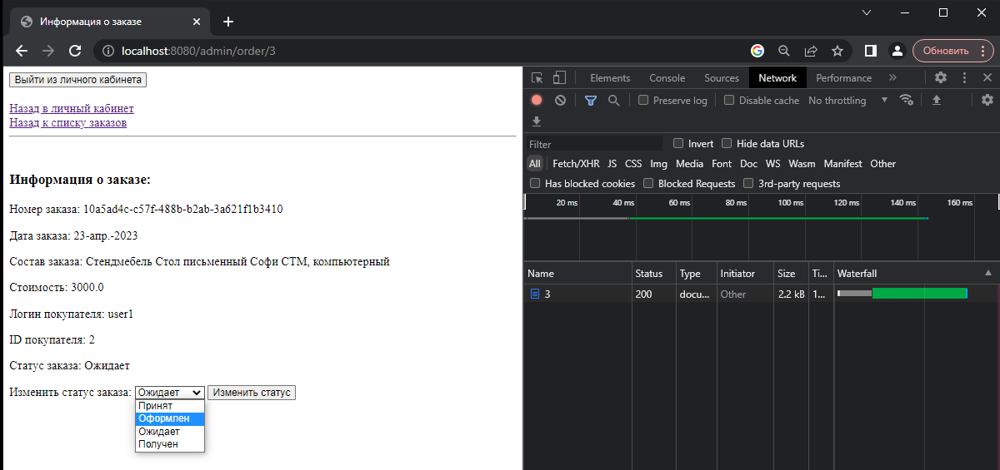 Информация о заказе
localhost:8080/admin/order/3
Обновить
Выйти из личного кабинета
Назад в личный кабинет
Назад к списку заказов
Информация о заказе:
Номер заказа: 10a5ad4c-c57f-488b-b2ab-3a621f1b3410
Дата заказа: 23-апр.-2023
Состав заказа: Стендмебель Стол письменный Софи СТМ, компьютерный
Стоимость: 3000.0
Логин покупателя: user1
ID покупателя: 2
Статус заказа: Ожидает
Изменить статус заказа: Ожидает Изменить статус
Принят
Оформлен
Ожидает
Получен
Elements Console Sources Network Performance
Preserve log Disable cache No throttling
Filter Invert Hide data URLs
All Fetch/XHR JS CSS Img Media Font Doc WS Wasm Manifest Other
Has blocked cookies Blocked Requests 3rd-party requests
20 ms 40 ms 60 ms 80 ms 100 ms 120 ms 140 ms 160 ms
Name Status Type Initiator Size Ti... Waterfall
3 200 docu... Other 2.2 kB 1...